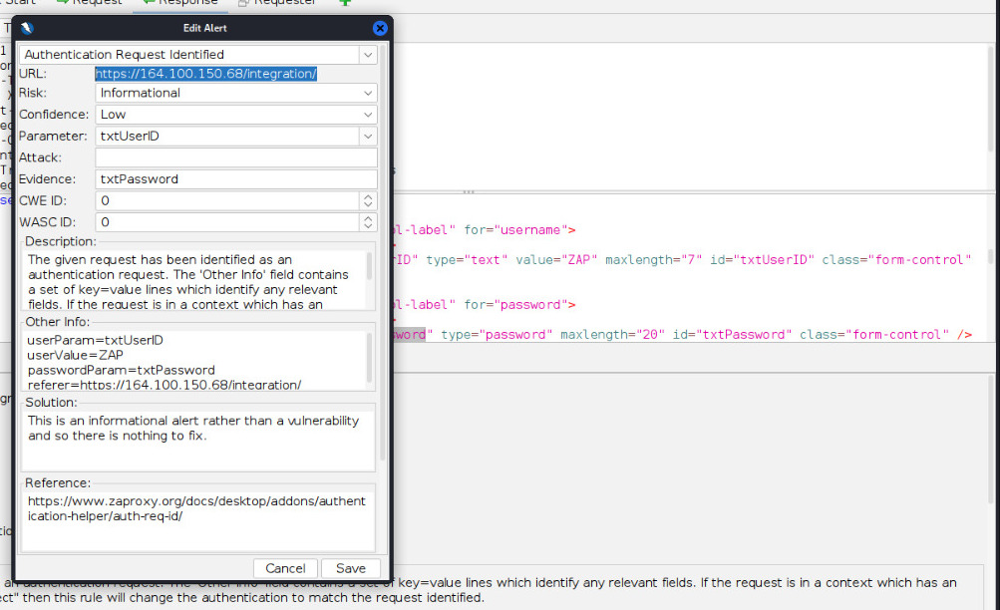 Start Request Response Requester
Edit Alert
Authentication Request Identified
URL: https://164.100.150.68/integration/
Risk: Informational
Confidence: Low
Parameter: txtUserID
Attack:
Evidence: txtPassword
CWE ID: 0
WASC ID: 0
Description:
The given request has been identified as an
authentication request. The 'Other Info' field contains
a set of key=value lines which identify any relevant
fields. If the request is in a context which has an
Other Info:
userParam=txtUserID
userValue=ZAP
passwordParam=txtPassword
referer=https://164.100.150.68/integration/
Solution:
This is an informational alert rather than a vulnerability
and so there is nothing to fix.
Reference:
https://www.zaproxy.org/docs/desktop/addons/authent
ication-helper/auth-req-id/
Cancel Save
l-label" for="username">
ID" type="text" value="ZAP" maxlength="7" id="txtUserID" class="form-control"
l-label" for="password">
word" type="password" maxlength="20" id="txtPassword" class="form-control" />
an authentication request. The 'Other Info' field contains a set of key=value lines which identify any relevant fields. If the request is in a context which has an
ect" then this rule will change the authentication to match the request identified.